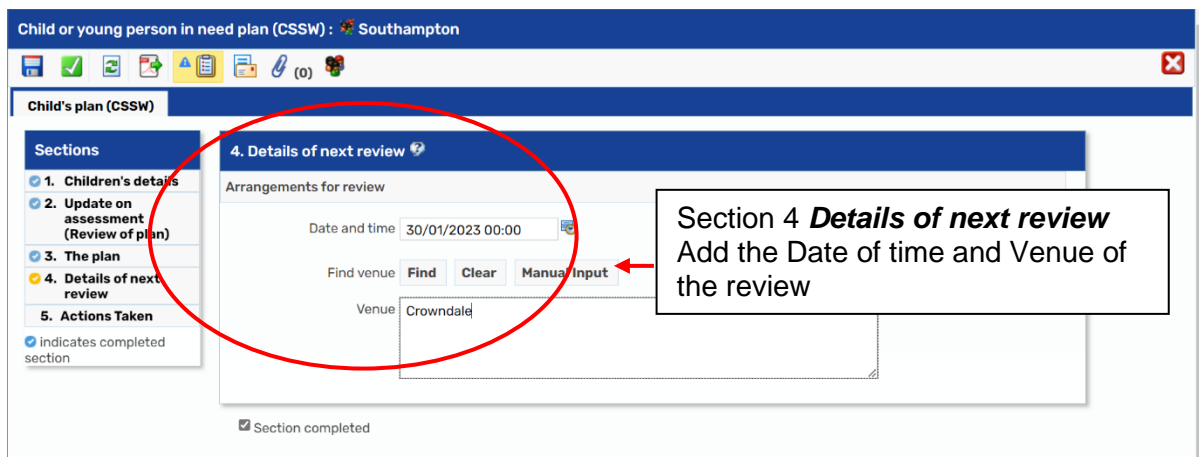 Child or young person in need plan (CSSW) : Southampton
(0)
Child's plan (CSSW)
Sections
1. Children's details
2. Update on
assessment
(Review of plan)
3. The plan
4. Details of next
review
5. Actions Taken
indicates completed
section
4. Details of next review
Arrangements for review
Date and time 30/01/2023 00:00
Find venue Find Clear Manual Input
Venue Crowndale
Section completed
Section 4 Details of next review
Add the Date of time and Venue of
the review